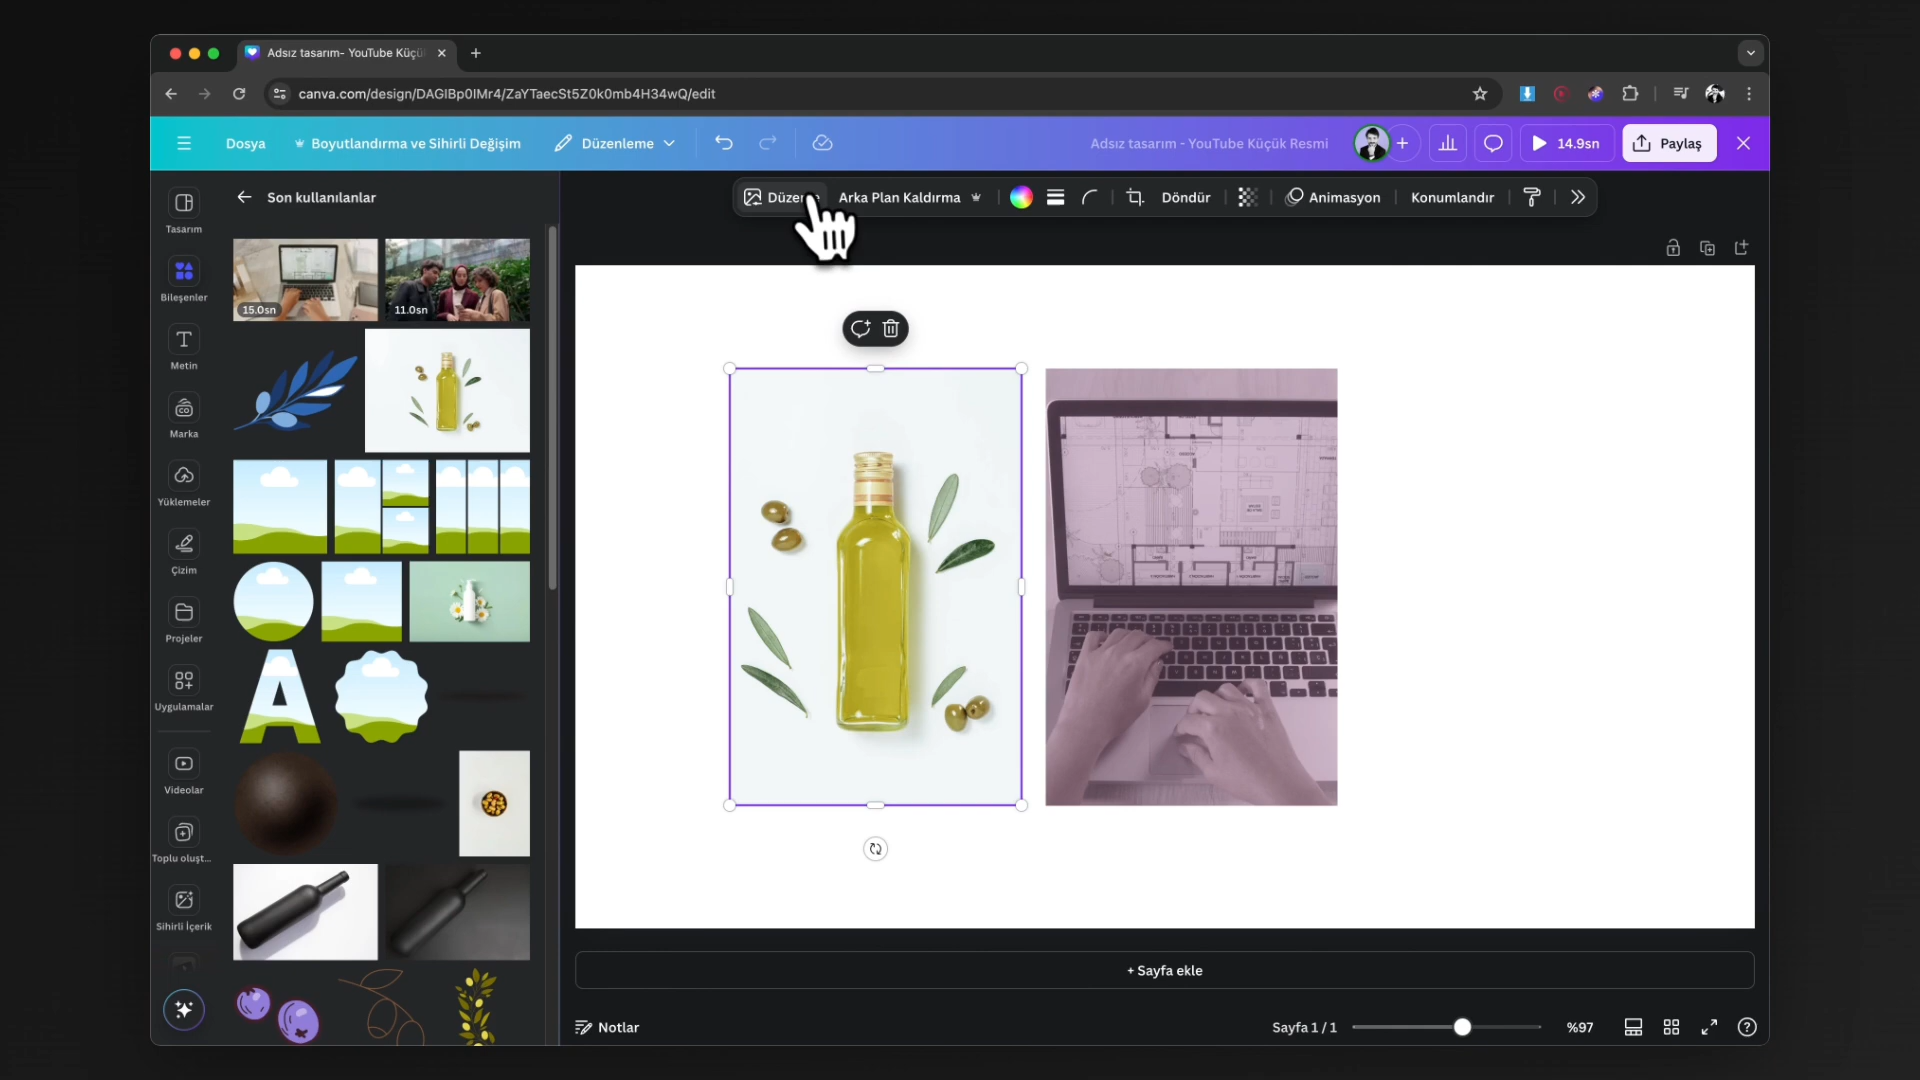 Adsız tasarım- YouTube Küçü
canva.com/design/DAGlBp0lMr4/ZaYTaecSt5Z0k0mb4H34wQ/edit
Dosya
Boyutlandırma ve Sihirli Değişim
Düzenleme
Adsız tasarım - YouTube Küçük Resmi
14.9sn
Paylaş
Son kullanılanlar
Arka Plan Kaldırma
Döndür
Animasyon
Konumlandır
Tasarım
Bileşenler
Metin
Marka
Yüklemeler
Çizim
Projeler
Uygulamalar
Videolar
Toplu oluşt...
Sihirli İçerik
15.0sn
11.0sn
CO
A
+ Sayfa ekle
Notlar
Sayfa 1 / 1
%97